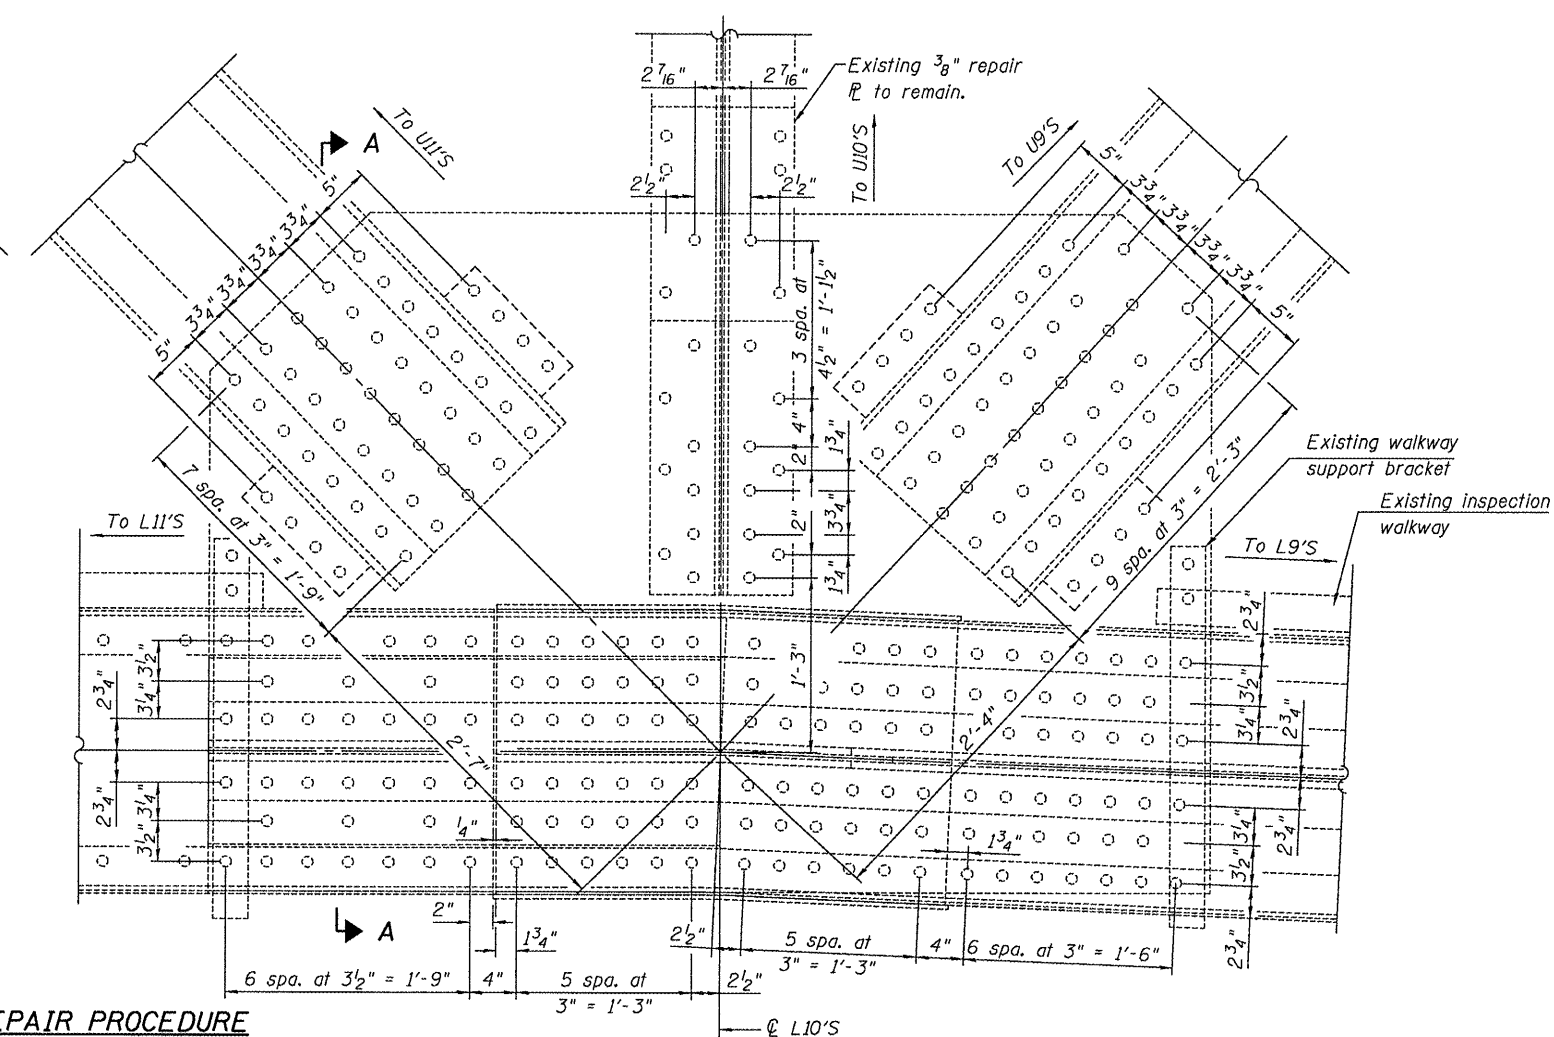 2 7/16"
2 7/16"
Existing 3/8" repair
PL to remain.
To U11'S
A
To U10'S
To U9'S
5"
3 3/4"
3 3/4"
3 3/4"
3 3/4"
5"
2 1/2"
2 1/2"
5"
3 3/4"
3 3/4"
3 3/4"
3 3/4"
5"
3 spa. at
4 1/2" = 1'-1 1/2"
4"
2"
1 3/4"
3 3/4"
2"
1 3/4"
1'-3"
7 spa. at 3" = 1'-9"
9 spa. at 3" = 2'-3"
Existing walkway
support bracket
Existing inspection
walkway
To L11'S
To L9'S
2 3/4"
3 1/2"
3 1/4"
2 3/4"
3 1/4"
3 1/2"
2'-7"
2'-4"
2 3/4"
3 1/2"
3 1/4"
2 3/4"
2 3/4"
3 1/4"
3 1/2"
2 3/4"
1/4"
1 3/4"
A
2"
1 3/4"
2 1/2"
5 spa. at
3" = 1'-3"
4"
6 spa. at 3" = 1'-6"
6 spa. at 3 1/2" = 1'-9"
4"
5 spa. at
3" = 1'-3"
2 1/2"
EPAIR PROCEDURE
℄ L10'S